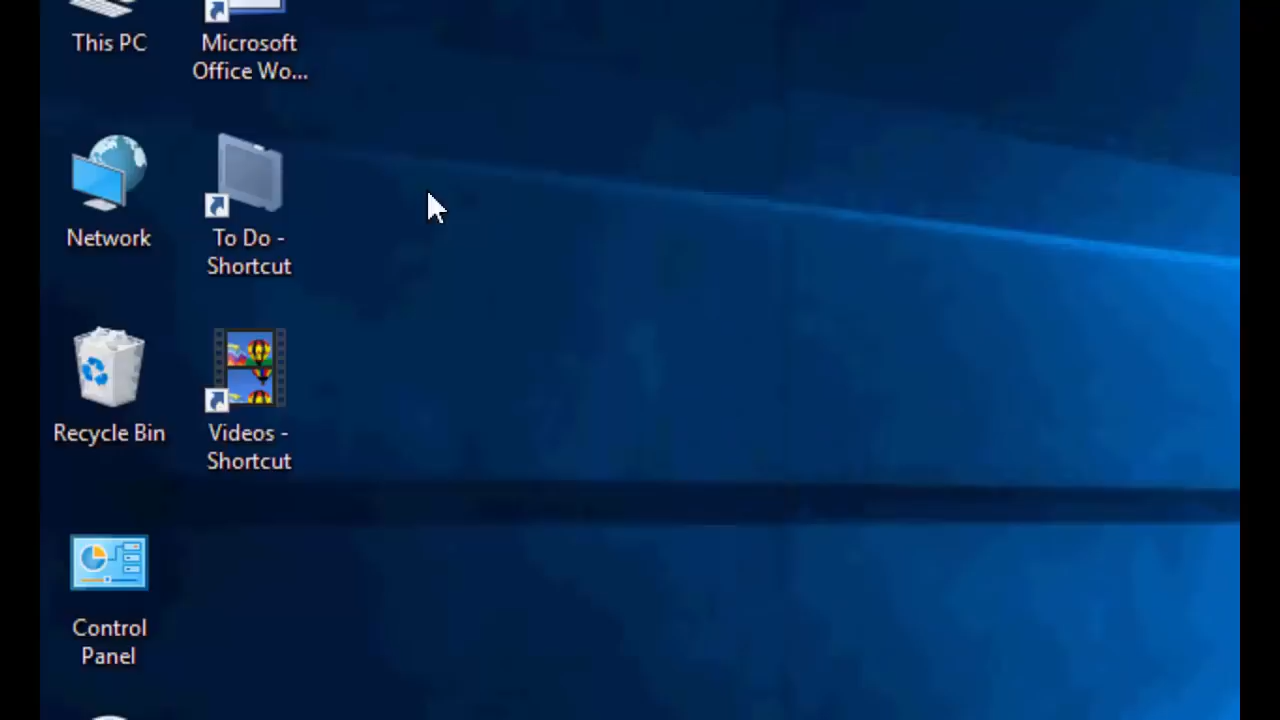 This PC
Microsoft
Office Wo...
Network
To Do -
Shortcut
Recycle Bin
Videos -
Shortcut
Control
Panel